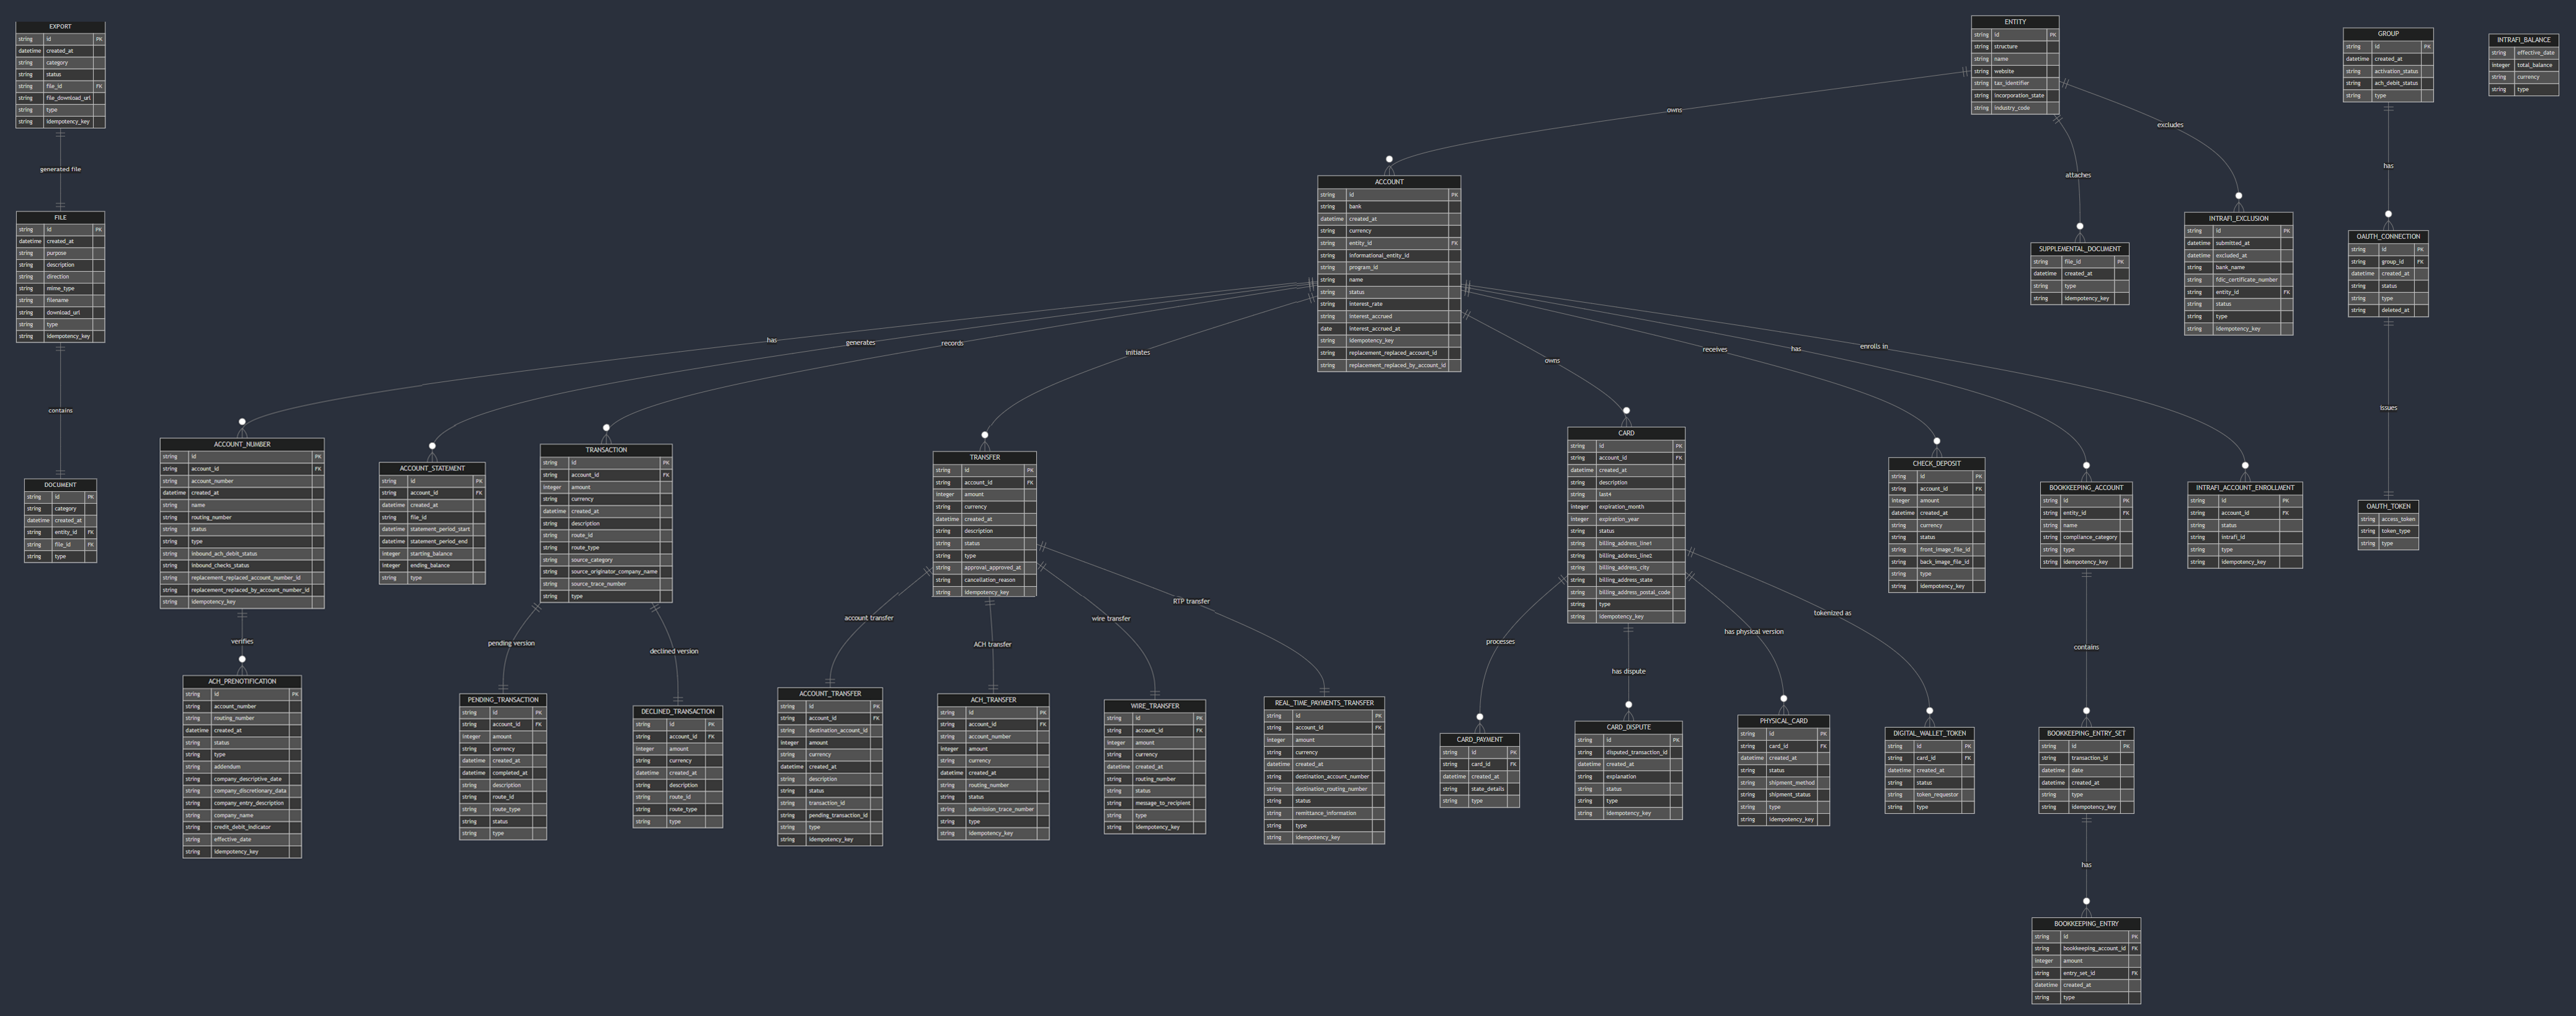 EXPORT
string id PK
datetime created_at
string category
string status
string file_id FK
string file_download_url
string type
string idempotency_key
generated file
FILE
string id PK
datetime created_at
string purpose
string description
string direction
string mime_type
string filename
string download_url
string type
string idempotency_key
contains
DOCUMENT
string id PK
string category
datetime created_at
string entity_id FK
string file_id FK
string type
ENTITY
string id PK
string structure
string name
string website
string tax_identifier
string incorporation_state
string industry_code
owns
attaches
excludes
ACCOUNT
string id PK
string bank
datetime created_at
string currency
string entity_id FK
string informational_entity_id
string program_id
string name
string status
string interest_rate
string interest_accrued
date interest_accrued_at
string idempotency_key
string replacement_replaced_account_id
string replacement_replaced_by_account_id
SUPPLEMENTAL_DOCUMENT
string file_id PK
datetime created_at
string type
string idempotency_key
INTRAFI_EXCLUSION
string id PK
datetime submitted_at
datetime excluded_at
string bank_name
string fdic_certificate_number
string entity_id FK
string status
string type
string idempotency_key
GROUP
string id PK
datetime created_at
string activation_status
string ach_debit_status
string type
has
OAUTH_CONNECTION
string id PK
string group_id FK
datetime created_at
string status
string type
string deleted_at
issues
OAUTH_TOKEN
string access_token
string token_type
string type
INTRAFI_BALANCE
string effective_date
integer total_balance
string currency
string type
has
generates
records
initiates
owns
receives
has
enrolls in
ACCOUNT_NUMBER
string id PK
string account_id FK
string account_number
datetime created_at
string name
string routing_number
string status
string type
string inbound_ach_debit_status
string inbound_checks_status
string replacement_replaced_account_number_id
string replacement_replaced_by_account_number_id
string idempotency_key
verifies
ACH_PRENOTIFICATION
string id PK
string account_number
string routing_number
datetime created_at
string status
string type
string addendum
string company_descriptive_date
string company_discretionary_data
string company_entry_description
string company_name
string credit_debit_indicator
string effective_date
string idempotency_key
ACCOUNT_STATEMENT
string id PK
string account_id FK
datetime created_at
string file_id
datetime statement_period_start
datetime statement_period_end
integer starting_balance
integer ending_balance
string type
TRANSACTION
string id PK
string account_id FK
integer amount
string currency
datetime created_at
string description
string route_id
string route_type
string source_category
string source_originator_company_name
string source_trace_number
string type
pending version
declined version
PENDING_TRANSACTION
string id PK
string account_id FK
integer amount
string currency
datetime created_at
datetime completed_at
string description
string route_id
string route_type
string status
string type
DECLINED_TRANSACTION
string id PK
string account_id FK
integer amount
string currency
datetime created_at
string description
string route_id
string route_type
string type
TRANSFER
string id PK
string account_id FK
integer amount
string currency
datetime created_at
string description
string status
string type
string approval_approved_at
string cancellation_reason
string idempotency_key
account transfer
ACH transfer
wire transfer
RTP transfer
ACCOUNT_TRANSFER
string id PK
string account_id FK
string destination_account_id
integer amount
string currency
datetime created_at
string description
string status
string transaction_id
string pending_transaction_id
string type
string idempotency_key
ACH_TRANSFER
string id PK
string account_id FK
string account_number
integer amount
string currency
datetime created_at
string routing_number
string status
string submission_trace_number
string type
string idempotency_key
WIRE_TRANSFER
string id PK
string account_id FK
integer amount
string currency
datetime created_at
string routing_number
string status
string message_to_recipient
string type
string idempotency_key
REAL_TIME_PAYMENTS_TRANSFER
string id PK
string account_id FK
integer amount
string currency
datetime created_at
string destination_account_number
string destination_routing_number
string status
string remittance_information
string type
string idempotency_key
CARD
string id PK
string account_id FK
datetime created_at
string description
string last4
integer expiration_month
integer expiration_year
string status
string billing_address_line1
string billing_address_line2
string billing_address_city
string billing_address_state
string billing_address_postal_code
string type
string idempotency_key
processes
has dispute
has physical version
tokenized as
CARD_PAYMENT
string id PK
string card_id FK
datetime created_at
string state_details
string type
CARD_DISPUTE
string id PK
string disputed_transaction_id
datetime created_at
string explanation
string status
string type
string idempotency_key
PHYSICAL_CARD
string id PK
string card_id FK
datetime created_at
string status
string shipment_method
string shipment_status
string type
string idempotency_key
DIGITAL_WALLET_TOKEN
string id PK
string card_id FK
datetime created_at
string status
string token_requestor
string type
CHECK_DEPOSIT
string id PK
string account_id FK
integer amount
datetime created_at
string currency
string status
string front_image_file_id
string back_image_file_id
string type
string idempotency_key
BOOKKEEPING_ACCOUNT
string id PK
string entity_id FK
string name
string compliance_category
string type
string idempotency_key
contains
BOOKKEEPING_ENTRY_SET
string id PK
string transaction_id
datetime date
datetime created_at
string type
string idempotency_key
has
BOOKKEEPING_ENTRY
string id PK
string bookkeeping_account_id FK
integer amount
string entry_set_id FK
datetime created_at
string type
INTRAFI_ACCOUNT_ENROLLMENT
string id PK
string account_id FK
string status
string intrafi_id
string type
string idempotency_key